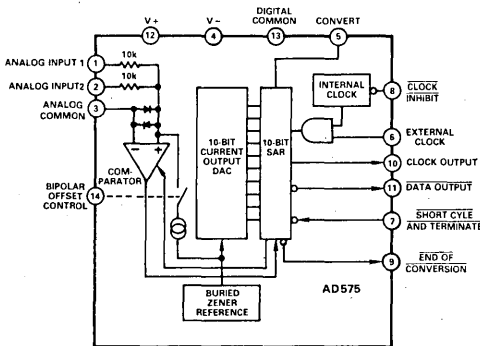 V+
V-
DIGITAL
COMMON
CONVERT
12
4
13
5
ANALOG INPUT 1
1
10k
ANALOG INPUT2
2
10k
ANALOG
COMMON
3
INTERNAL
CLOCK
8
CLOCK
INHIBIT
10-BIT
CURRENT
OUTPUT
DAC
10-BIT
SAR
6
EXTERNAL
CLOCK
10
CLOCK OUTPUT
- +
COM-
PARATOR
11
DATA OUTPUT
BIPOLAR
OFFSET
CONTROL
14
7
SHORT CYLE
AND TERMINATE
9
END OF
CONVERSION
BURIED
ZENER
REFERENCE
AD575